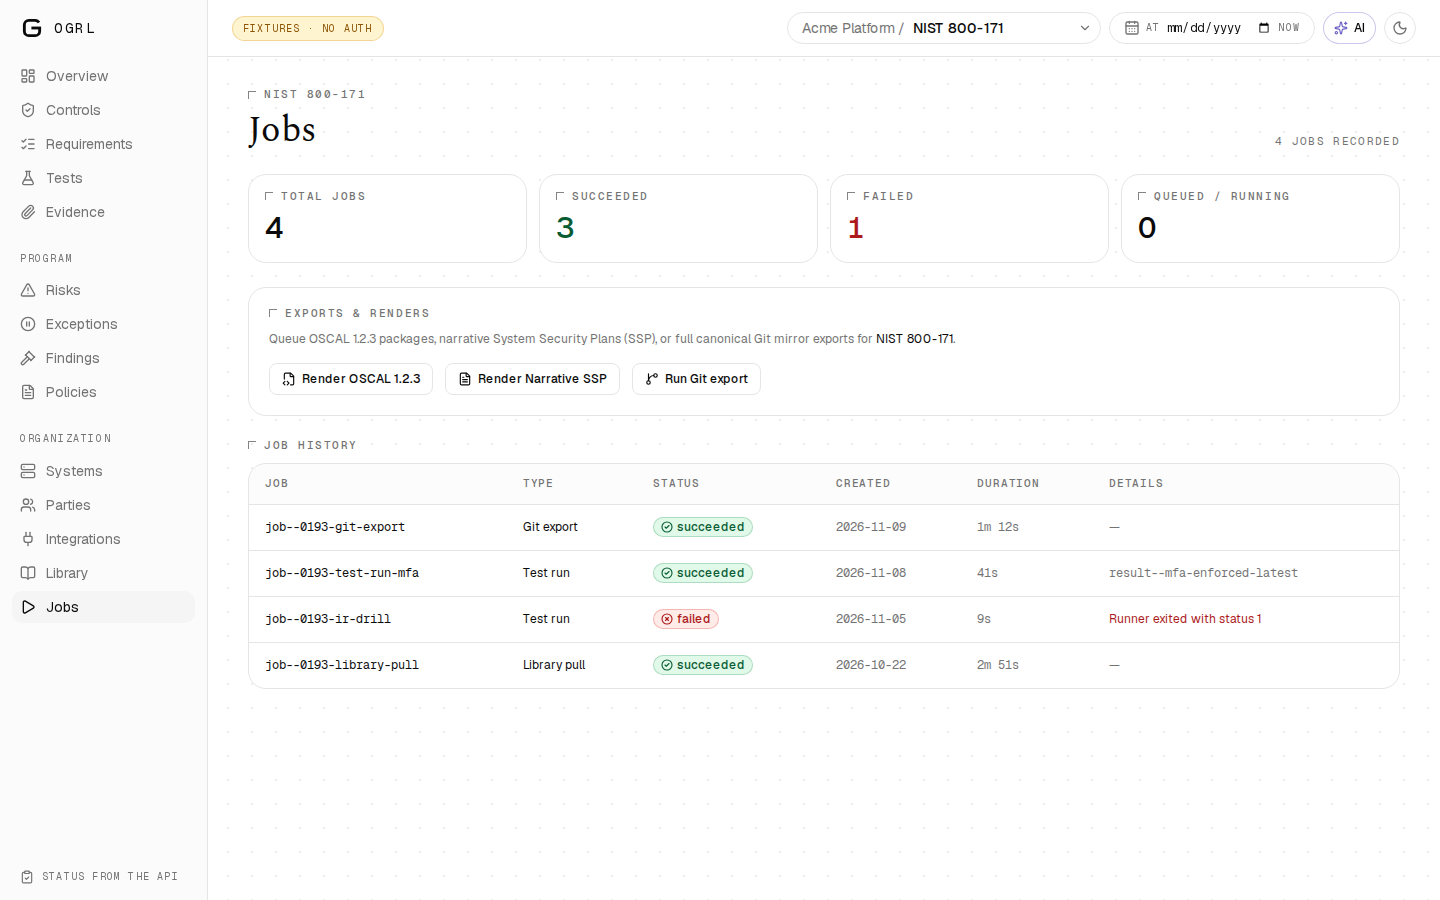 OGRL
FIXTURES · NO AUTH
Acme Platform / NIST 800-171
AT mm/dd/yyyy NOW
AI
Overview
Controls
Requirements
Tests
Evidence
PROGRAM
Risks
Exceptions
Findings
Policies
ORGANIZATION
Systems
Parties
Integrations
Library
Jobs
STATUS FROM THE API
NIST 800-171
Jobs
4 JOBS RECORDED
TOTAL JOBS
4
SUCCEEDED
3
FAILED
1
QUEUED / RUNNING
0
EXPORTS & RENDERS
Queue OSCAL 1.2.3 packages, narrative System Security Plans (SSP), or full canonical Git mirror exports for NIST 800-171.
Render OSCAL 1.2.3
Render Narrative SSP
Run Git export
JOB HISTORY
JOB TYPE STATUS CREATED DURATION DETAILS
job--0193-git-export Git export succeeded 2026-11-09 1m 12s —
job--0193-test-run-mfa Test run succeeded 2026-11-08 41s result--mfa-enforced-latest
job--0193-ir-drill Test run failed 2026-11-05 9s Runner exited with status 1
job--0193-library-pull Library pull succeeded 2026-10-22 2m 51s —